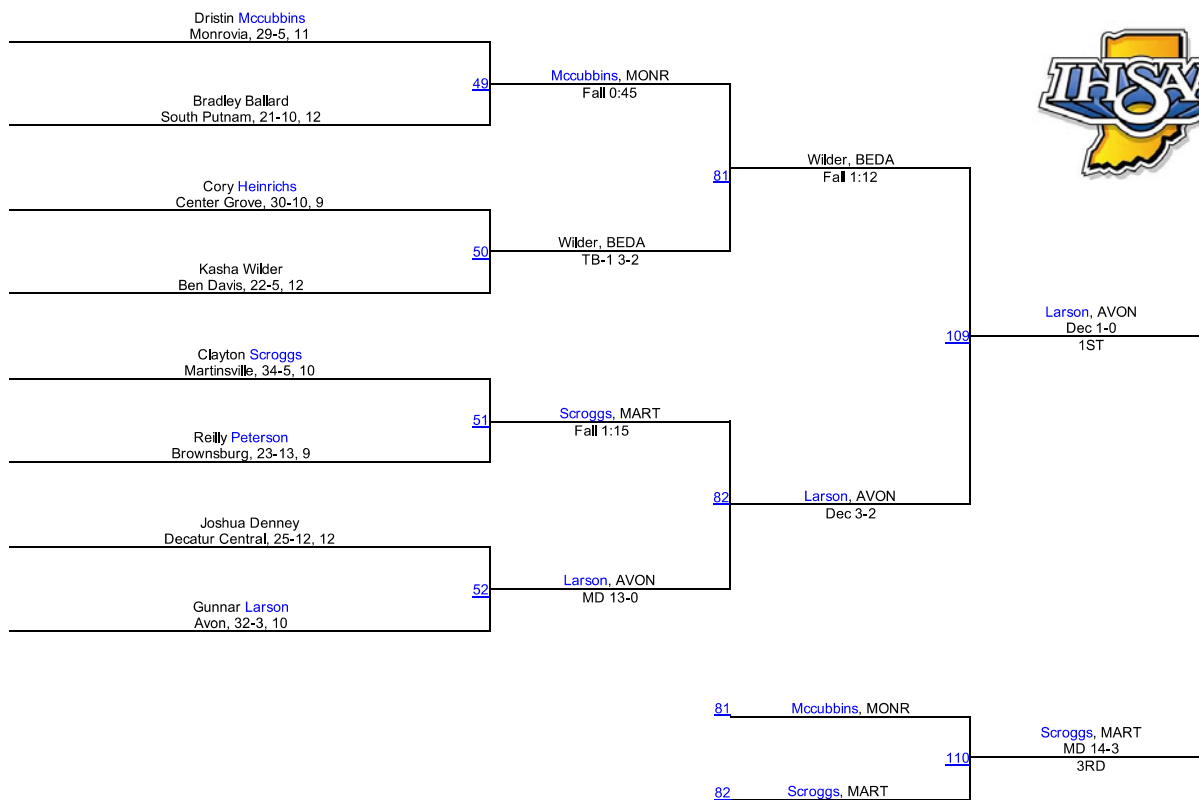 Dristin Mccubbins
Monrovia, 29-5, 11
49
Bradley Ballard
South Putnam, 21-10, 12
Mccubbins, MONR
Fall 0:45
81
Cory Heinrichs
Center Grove, 30-10, 9
50
Kasha Wilder
Ben Davis, 22-5, 12
Wilder, BEDA
TB-1 3-2
Wilder, BEDA
Fall 1:12
109
Clayton Scroggs
Martinsville, 34-5, 10
51
Reilly Peterson
Brownsburg, 23-13, 9
Scroggs, MART
Fall 1:15
82
Joshua Denney
Decatur Central, 25-12, 12
52
Gunnar Larson
Avon, 32-3, 10
Larson, AVON
MD 13-0
Larson, AVON
Dec 3-2
Larson, AVON
Dec 1-0
1ST
81
Mccubbins, MONR
110
82
Scroggs, MART
Scroggs, MART
MD 14-3
3RD
IHSAA